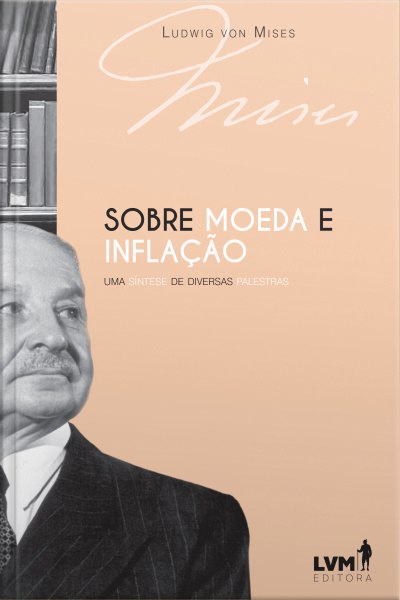 LUDWIG VON MISES
Mises
SOBRE MOEDA E
INFLAÇÃO
UMA SÍNTESE DE DIVERSAS PALESTRAS
LVM
EDITORA